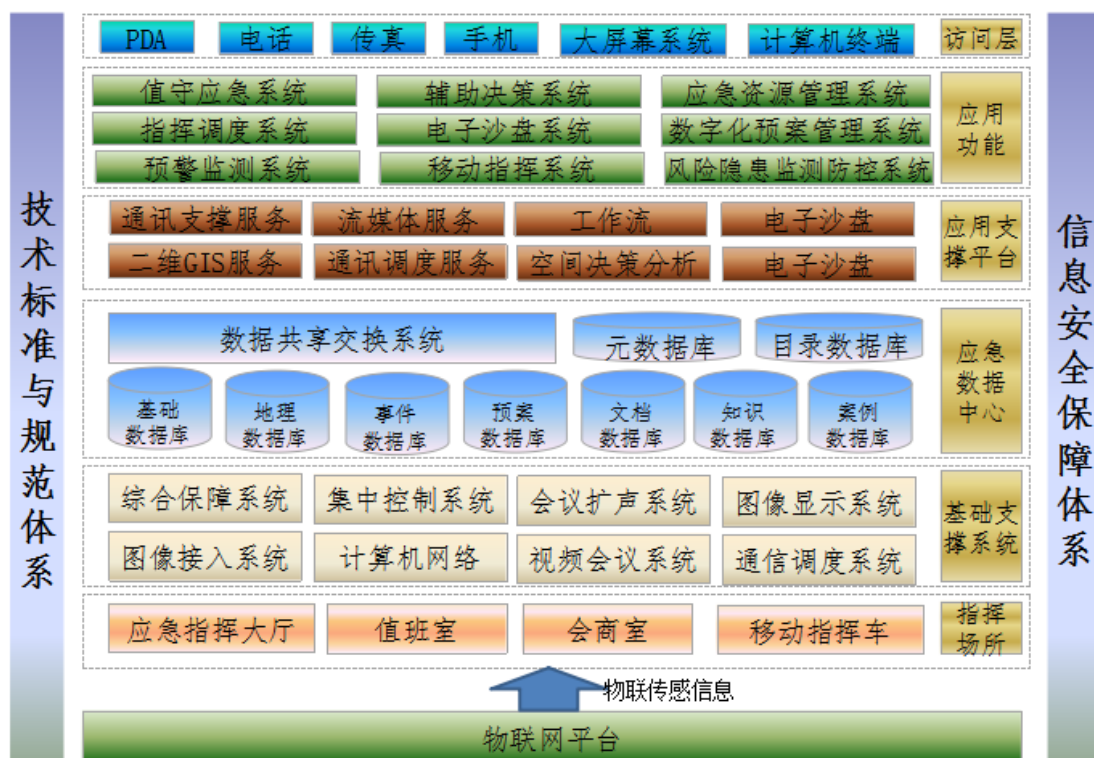 技术标准与规范体系
PDA 电话 传真 手机 大屏幕系统 计算机终端 访问层
值守应急系统 辅助决策系统 应急资源管理系统
指挥调度系统 电子沙盘系统 数字化预案管理系统
预警监测系统 移动指挥系统 风险隐患监测防控系统
应用
功能
通讯支撑服务 流媒体服务 工作流 电子沙盘
二维GIS服务 通讯调度服务 空间决策分析 电子沙盘
应用支
撑平台
数据共享交换系统 元数据库 目录数据库
基础
数据库
地理
数据库
事件
数据库
预案
数据库
文档
数据库
知识
数据库
案例
数据库
应急
数据
中心
综合保障系统 集中控制系统 会议扩声系统 图像显示系统
图像接入系统 计算机网络 视频会议系统 通信调度系统
基础支
撑系统
应急指挥大厅 值班室 会商室 移动指挥车
指挥
场所
物联传感信息
物联网平台
信息安全保障体系